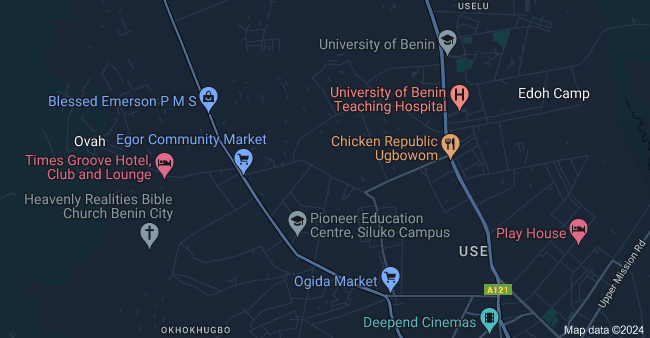 USELU
University of Benin
University of Benin
Teaching Hospital
Edoh Camp
Blessed Emerson P M S
Ovah
Egor Community Market
Chicken Republic
Ugbowom
Times Groove Hotel,
Club and Lounge
Heavenly Realities Bible
Church Benin City
Pioneer Education
Centre, Siluko Campus
Play House
USE
Upper Mission Rd
Ogida Market
A121
Deepend Cinemas
OKHOKHUGBO
Map data ©2024